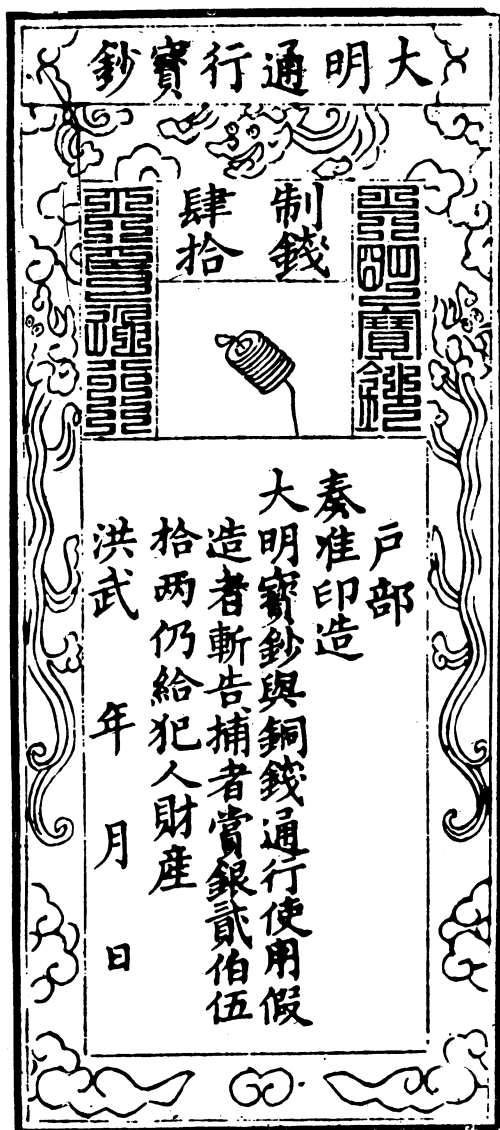 大明通行寶鈔
大明寶鈔
制錢
肆拾
天下通行
户部
奏准印造
大明寶鈔與銅錢通行使用假
造者斬告捕者賞銀貳伯伍
拾两仍給犯人財產
洪武 年 月 日